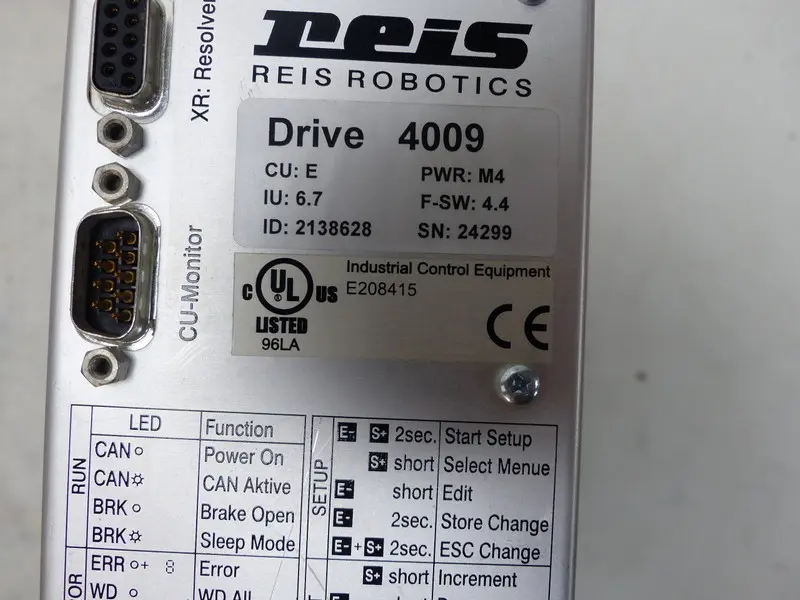 XR: Resolver
reis
REIS ROBOTICS
Drive 4009
CU: E PWR: M4
IU: 6.7 F-SW: 4.4
ID: 2138628 SN: 24299
CU-Monitor
C UL ® US
LISTED
96LA
Industrial Control Equipment
E208415
CE
RUN
LED Function
CAN Power On
CAN CAN Aktive
BRK Brake Open
BRK Sleep Mode
ERR + 8 Error
WD
SETUP
E- S+ 2sec. Start Setup
S+ short Select Menue
E- short Edit
E- 2sec. Store Change
E- + S+ 2sec. ESC Change
S+ short Increment